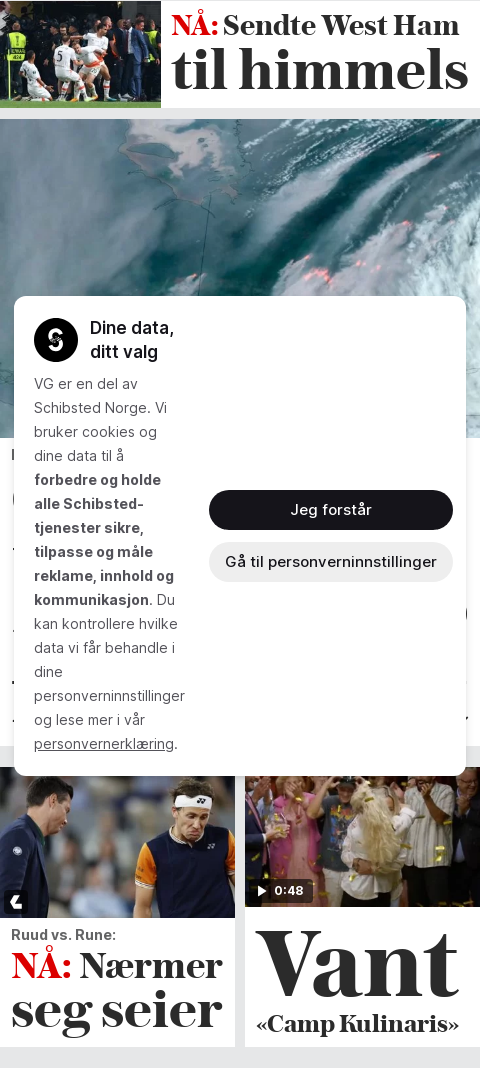 NÅ: Sendte West Ham
til himmels
Dine data,
ditt valg
VG er en del av
Schibsted Norge. Vi
bruker cookies og
dine data til å
forbedre og holde
alle Schibsted-
tjenester sikre,
tilpasse og måle
reklame, innhold og
kommunikasjon. Du
kan kontrollere hvilke
data vi får behandle i
dine
personverninnstillinger
og lese mer i vår
personvernerklæring.
Jeg forstår
Gå til personverninnstillinger
0:48
Ruud vs. Rune:
NÅ: Nærmer
seg seier
Vant
«Camp Kulinaris»